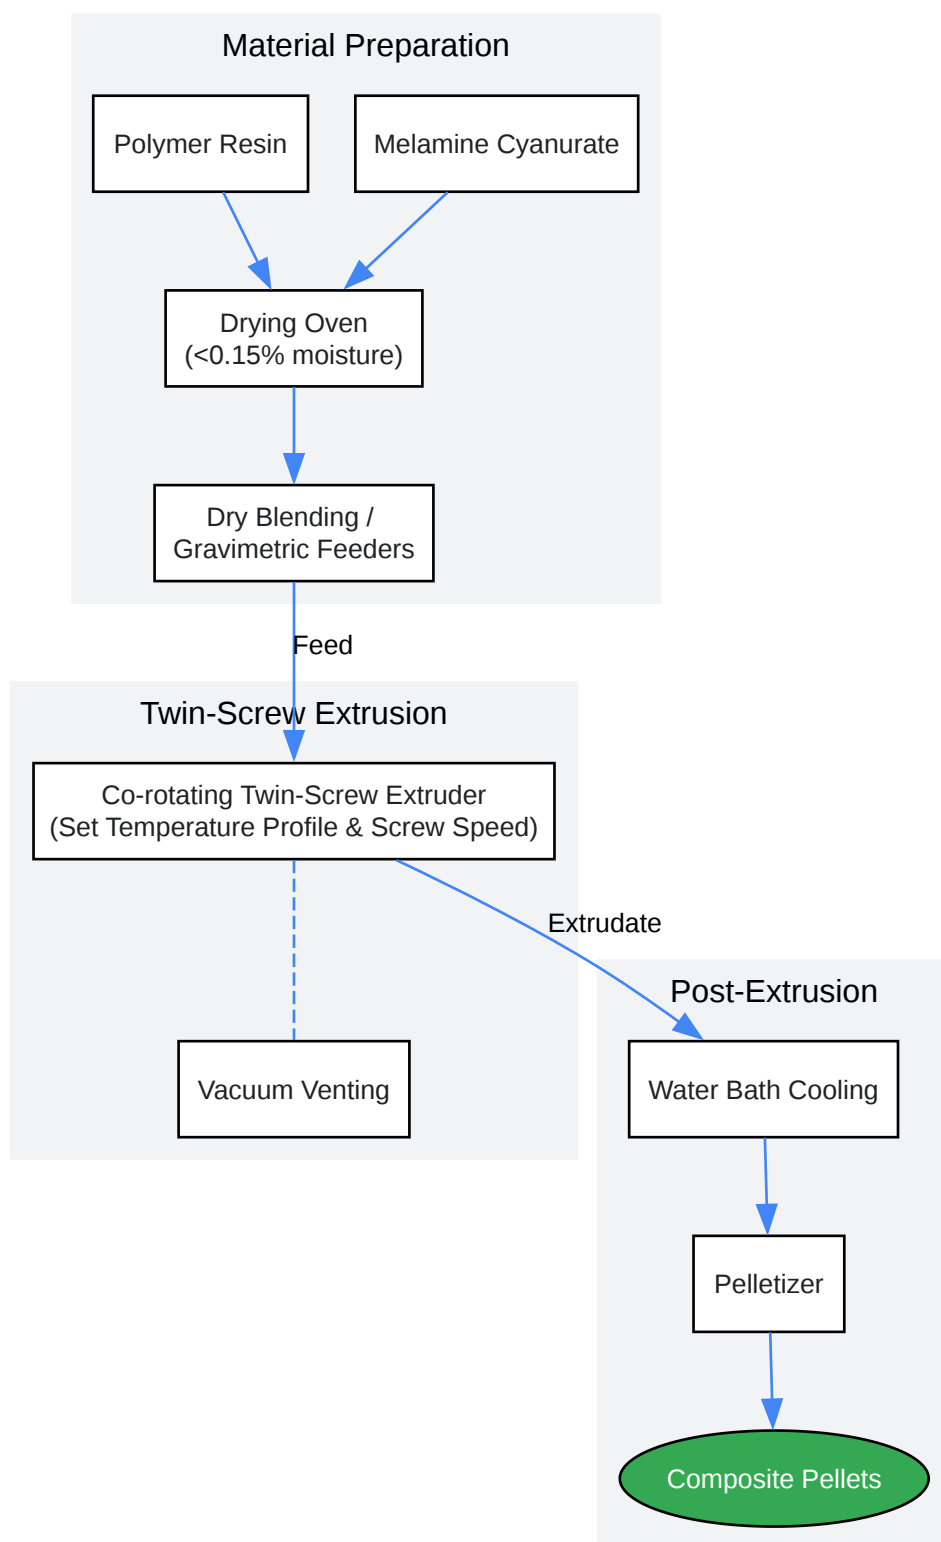 Material Preparation
Polymer Resin
Melamine Cyanurate
Drying Oven
(<0.15% moisture)
Dry Blending /
Gravimetric Feeders
Feed
Twin-Screw Extrusion
Co-rotating Twin-Screw Extruder
(Set Temperature Profile & Screw Speed)
Extrudate
Post-Extrusion
Vacuum Venting
Water Bath Cooling
Pelletizer
Composite Pellets